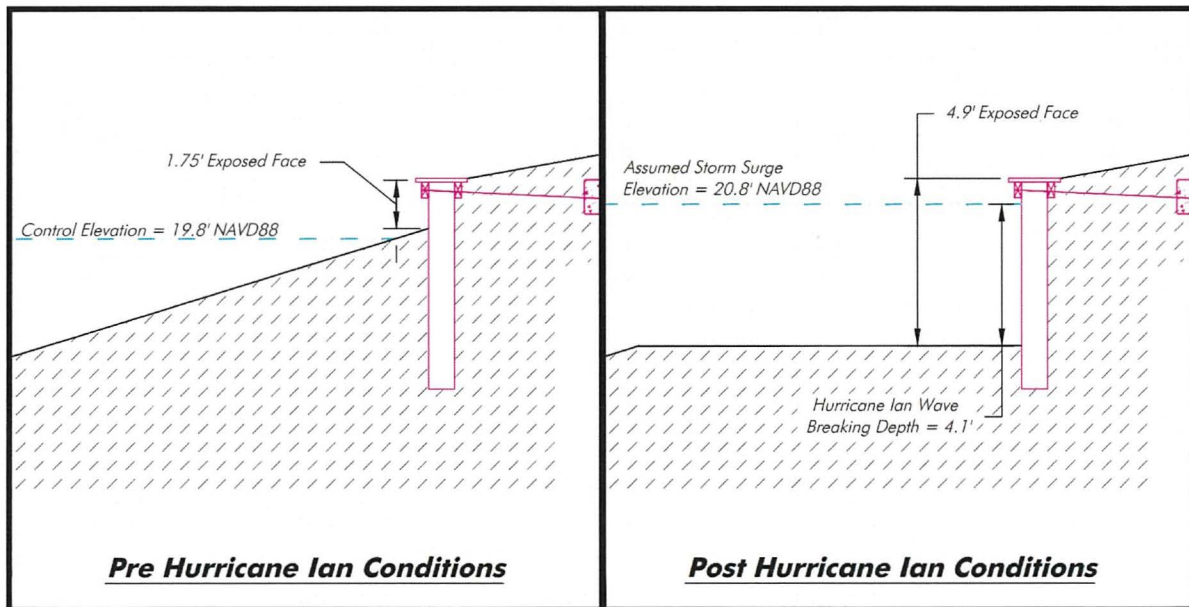 1.75' Exposed Face
Control Elevation = 19.8' NAVD88
Pre Hurricane Ian Conditions
4.9' Exposed Face
Assumed Storm Surge
Elevation = 20.8' NAVD88
Hurricane Ian Wave
Breaking Depth = 4.1'
Post Hurricane Ian Conditions